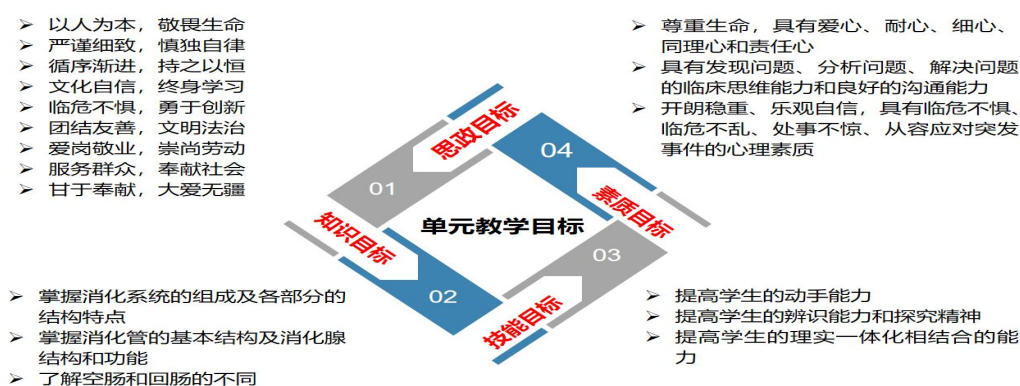 以人为本，敬畏生命
严谨细致，慎独自律
循序渐进，持之以恒
文化自信，终身学习
临危不惧，勇于创新
团结友善，文明法治
爱岗敬业，崇尚劳动
服务群众，奉献社会
甘于奉献，大爱无疆
尊重生命，具有爱心、耐心、细心、
同理心和责任心
具有发现问题、分析问题、解决问题
的临床思维能力和良好的沟通能力
开朗稳重、乐观自信，具有临危不惧、
临危不乱、处事不惊、从容应对突发
事件的心理素质
思政目标
01
04
素质目标
单元教学目标
知识目标
02
03
技能目标
掌握消化系统的组成及各部分的
结构特点
掌握消化管的基本结构及消化腺
结构和功能
了解空肠和回肠的不同
提高学生的动手能力
提高学生的辨识能力和探究精神
提高学生的理实一体化相结合的能
力